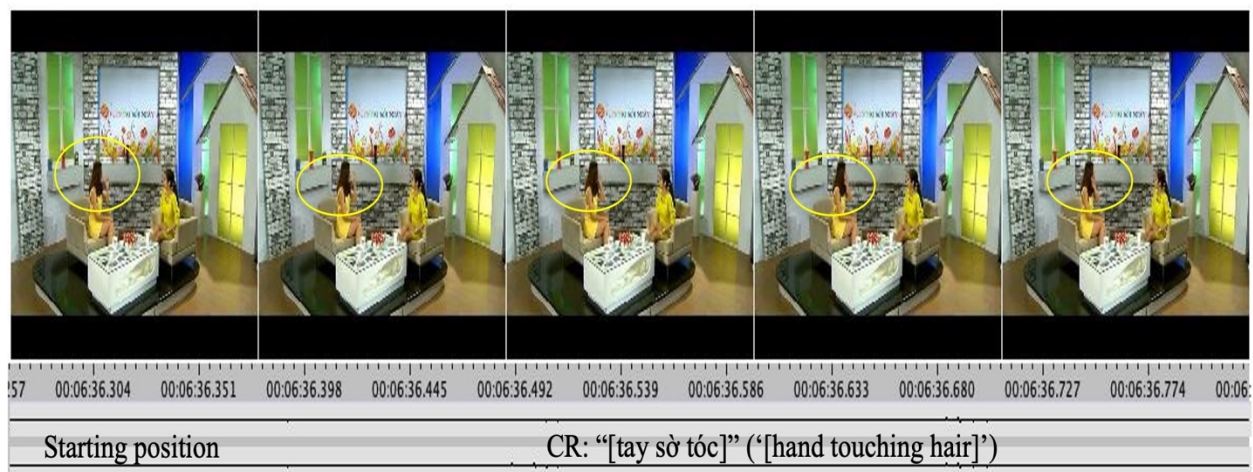 :57 00:06:36.304 00:06:36.351 00:06:36.398 00:06:36.445 00:06:36.492 00:06:36.539 00:06:36.586 00:06:36.633 00:06:36.680 00:06:36.727 00:06:36.774 00:06:
Starting position CR: “[tay sờ tóc]” (‘[hand touching hair]’)